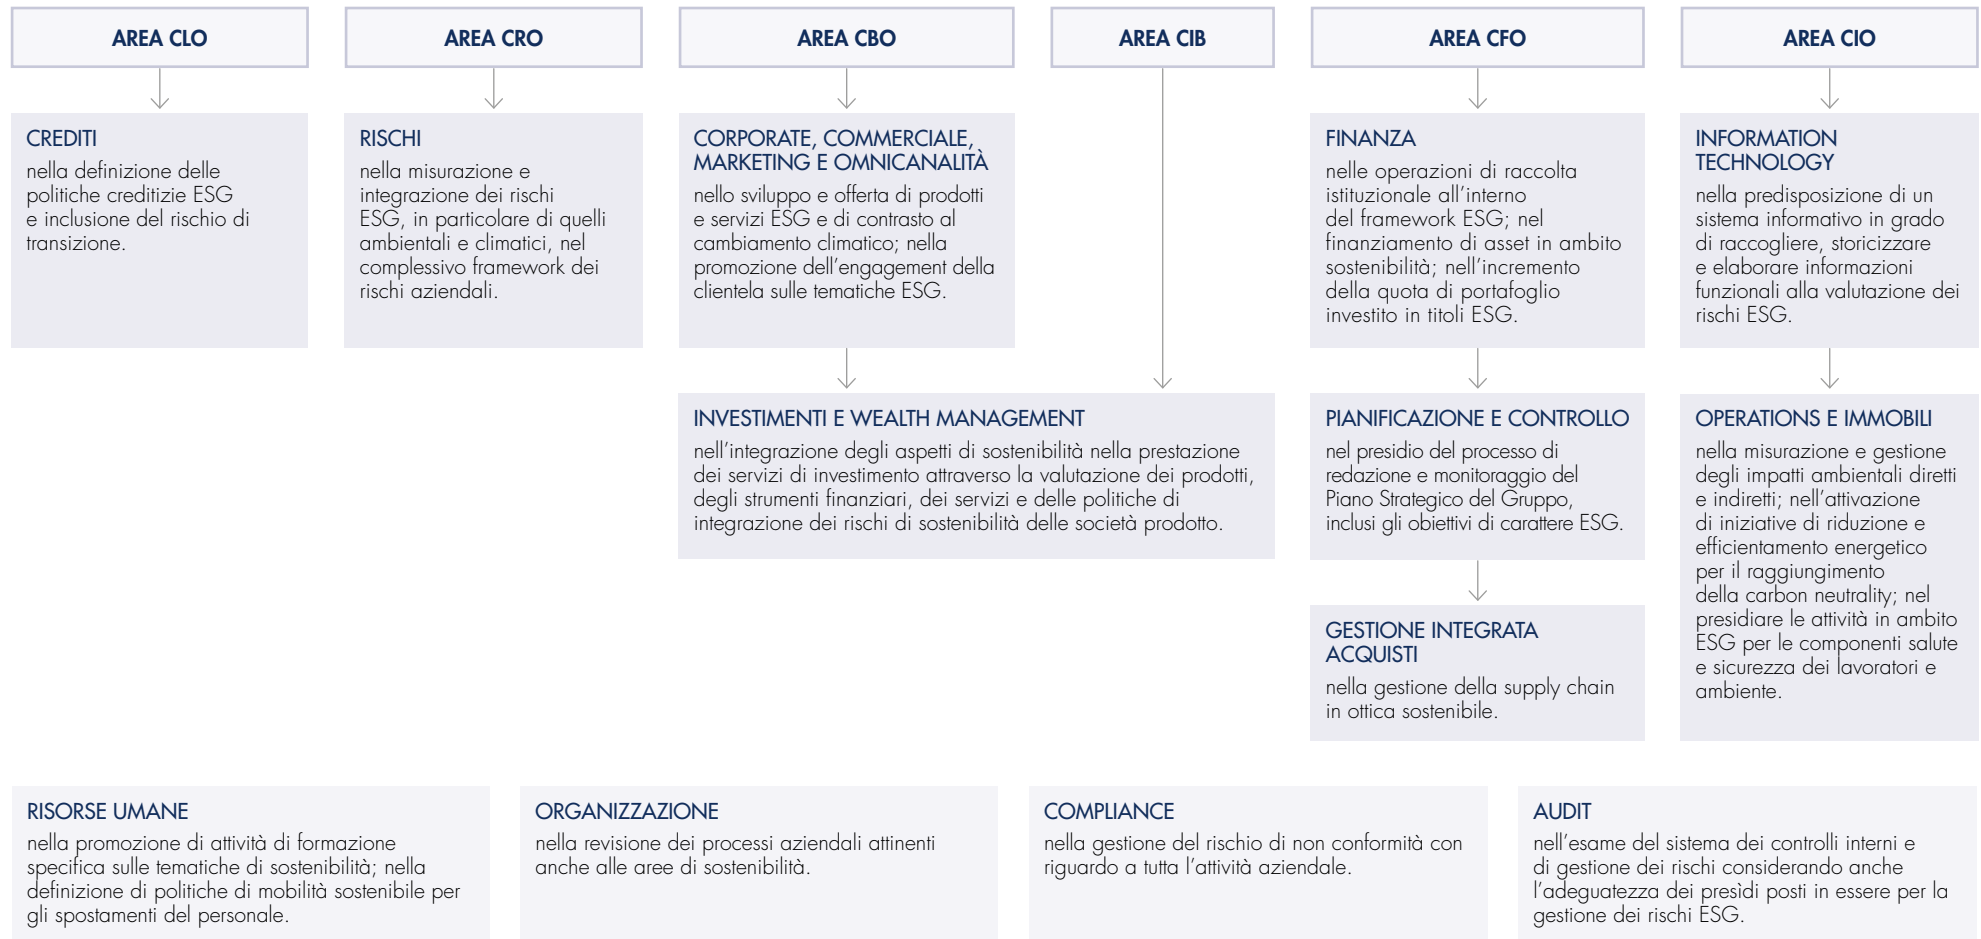 AREA CLO
AREA CRO
AREA CBO
AREA CIB
AREA CFO
AREA CIO
CREDITI
nella definizione delle
politiche creditizie ESG
e inclusione del rischio di
transizione.
RISCHI
nella misurazione e
integrazione dei rischi
ESG, in particolare di quelli
ambientali e climatici, nel
complessivo framework dei
rischi aziendali.
CORPORATE, COMMERCIALE,
MARKETING E OMNICANALITÀ
nello sviluppo e offerta di prodotti
e servizi ESG e di contrasto al
cambiamento climatico; nella
promozione dell'engagement della
clientela sulle tematiche ESG.
FINANZA
nelle operazioni di raccolta
istituzionale all'interno
del framework ESG; nel
finanziamento di asset in ambito
sostenibilità; nell'incremento
della quota di portafoglio
investito in titoli ESG.
INFORMATION
TECHNOLOGY
nella predisposizione di un
sistema informativo in grado
di raccogliere, storicizzare
e elaborare informazioni
funzionali alla valutazione dei
rischi ESG.
INVESTIMENTI E WEALTH MANAGEMENT
nell'integrazione degli aspetti di sostenibilità nella prestazione
dei servizi di investimento attraverso la valutazione dei prodotti,
degli strumenti finanziari, dei servizi e delle politiche di
integrazione dei rischi di sostenibilità delle società prodotto.
PIANIFICAZIONE E CONTROLLO
nel presidio del processo di
redazione e monitoraggio del
Piano Strategico del Gruppo,
inclusi gli obiettivi di carattere ESG.
OPERATIONS E IMMOBILI
nella misurazione e gestione
degli impatti ambientali diretti
e indiretti; nell'attivazione
di iniziative di riduzione e
efficientamento energetico
per il raggiungimento
della carbon neutrality; nel
presidiare le attività in ambito
ESG per le componenti salute
e sicurezza dei lavoratori e
ambiente.
GESTIONE INTEGRATA
ACQUISTI
nella gestione della supply chain
in ottica sostenibile.
RISORSE UMANE
nella promozione di attività di formazione
specifica sulle tematiche di sostenibilità; nella
definizione di politiche di mobilità sostenibile per
gli spostamenti del personale.
ORGANIZZAZIONE
nella revisione dei processi aziendali attinenti
anche alle aree di sostenibilità.
COMPLIANCE
nella gestione del rischio di non conformità con
riguardo a tutta l'attività aziendale.
AUDIT
nell'esame del sistema dei controlli interni e
di gestione dei rischi considerando anche
l'adeguatezza dei presìdi posti in essere per la
gestione dei rischi ESG.